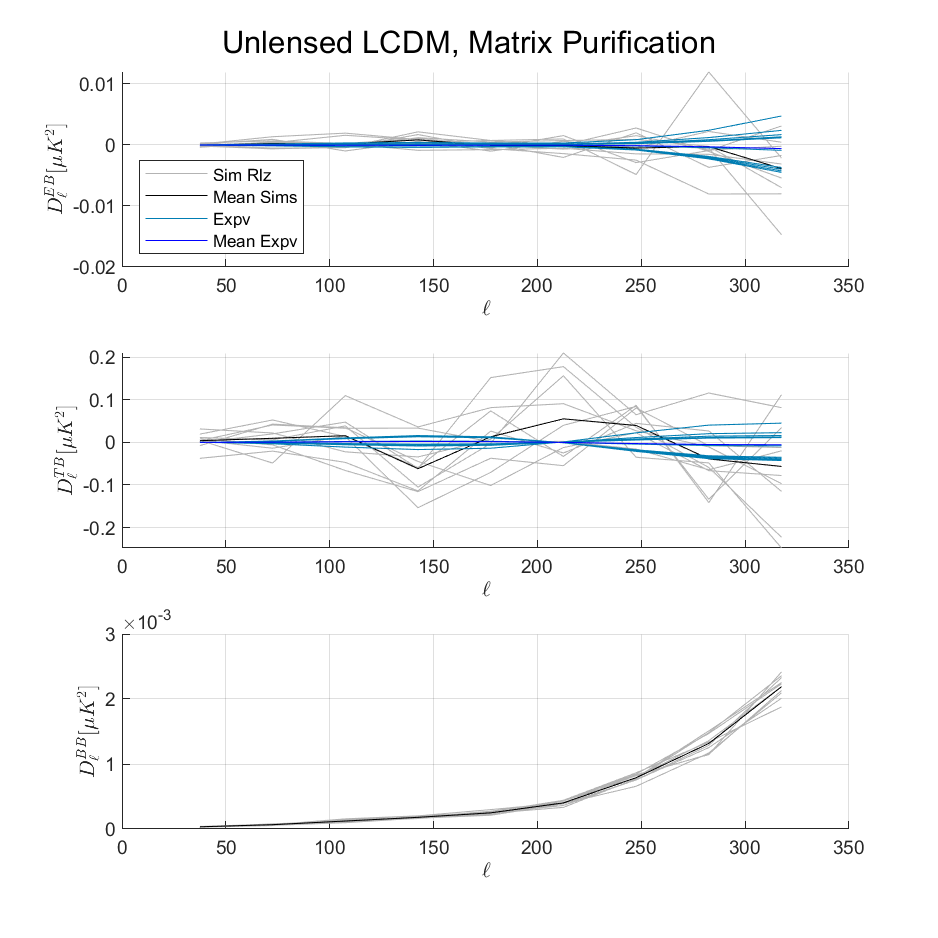 Unlensed LCDM, Matrix Purification
0.01
0
-0.01
-0.02
D_ℓ^{EB}[μK^2]
Sim Rlz
Mean Sims
Expv
Mean Expv
0 50 100 150 200 250 300 350
ℓ
0.2
0.1
0
-0.1
-0.2
D_ℓ^{TB}[μK^2]
0 50 100 150 200 250 300 350
ℓ
×10^{-3}
3
2
1
0
D_ℓ^{BB}[μK^2]
0 50 100 150 200 250 300 350
ℓ